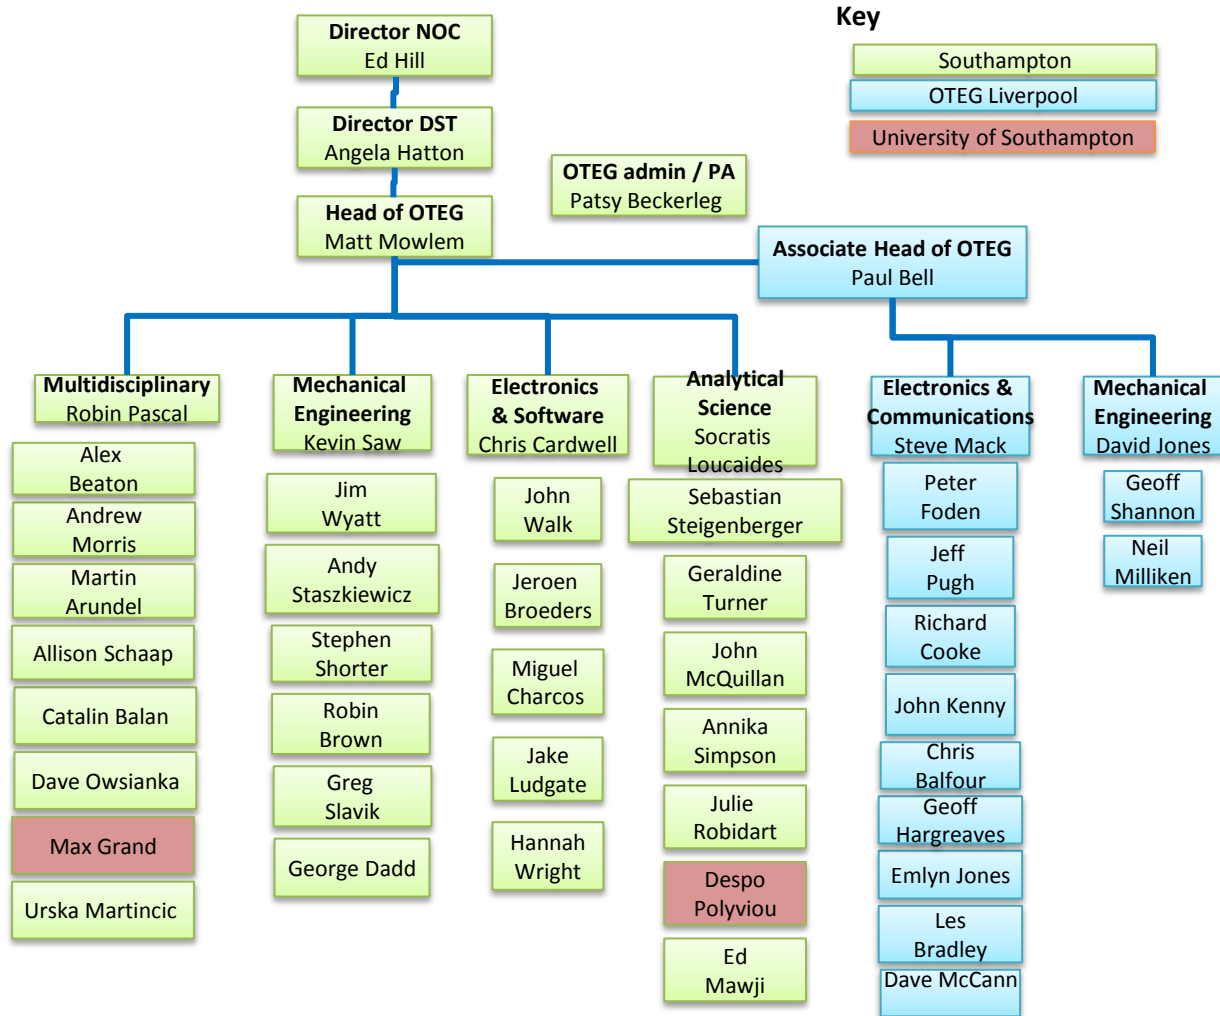 Key
Southampton
OTEG Liverpool
University of Southampton
Director NOC
Ed Hill
Director DST
Angela Hatton
OTEG admin / PA
Patsy Beckerleg
Head of OTEG
Matt Mowlem
Associate Head of OTEG
Paul Bell
Multidisciplinary
Robin Pascal
Alex
Beaton
Andrew
Morris
Martin
Arundel
Allison Schaap
Catalin Balan
Dave Owsianka
Max Grand
Urska Martincic
Mechanical
Engineering
Kevin Saw
Jim
Wyatt
Andy
Staszkiewicz
Stephen
Shorter
Robin
Brown
Greg
Slavik
George Dadd
Electronics
& Software
Chris Cardwell
John
Walk
Jeroen
Broeders
Miguel
Charcos
Jake
Ludgate
Hannah
Wright
Analytical
Science
Socratis
Loucaides
Sebastian
Steigenberger
Geraldine
Turner
John
McQuillan
Annika
Simpson
Julie
Robidart
Despo
Polyviou
Ed
Mawji
Electronics &
Communications
Steve Mack
Peter
Foden
Jeff
Pugh
Richard
Cooke
John Kenny
Chris
Balfour
Geoff
Hargreaves
Emlyn Jones
Les
Bradley
Dave McCann
Mechanical
Engineering
David Jones
Geoff
Shannon
Neil
Milliken